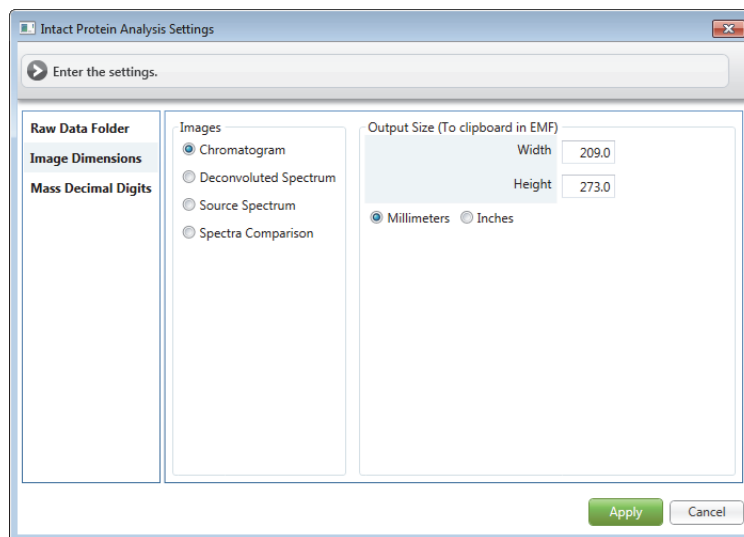 Intact Protein Analysis Settings
Enter the settings.
Raw Data Folder
Image Dimensions
Mass Decimal Digits
Images
Chromatogram
Deconvoluted Spectrum
Source Spectrum
Spectra Comparison
Output Size (To clipboard in EMF)
Width 209.0
Height 273.0
Millimeters Inches
Apply Cancel